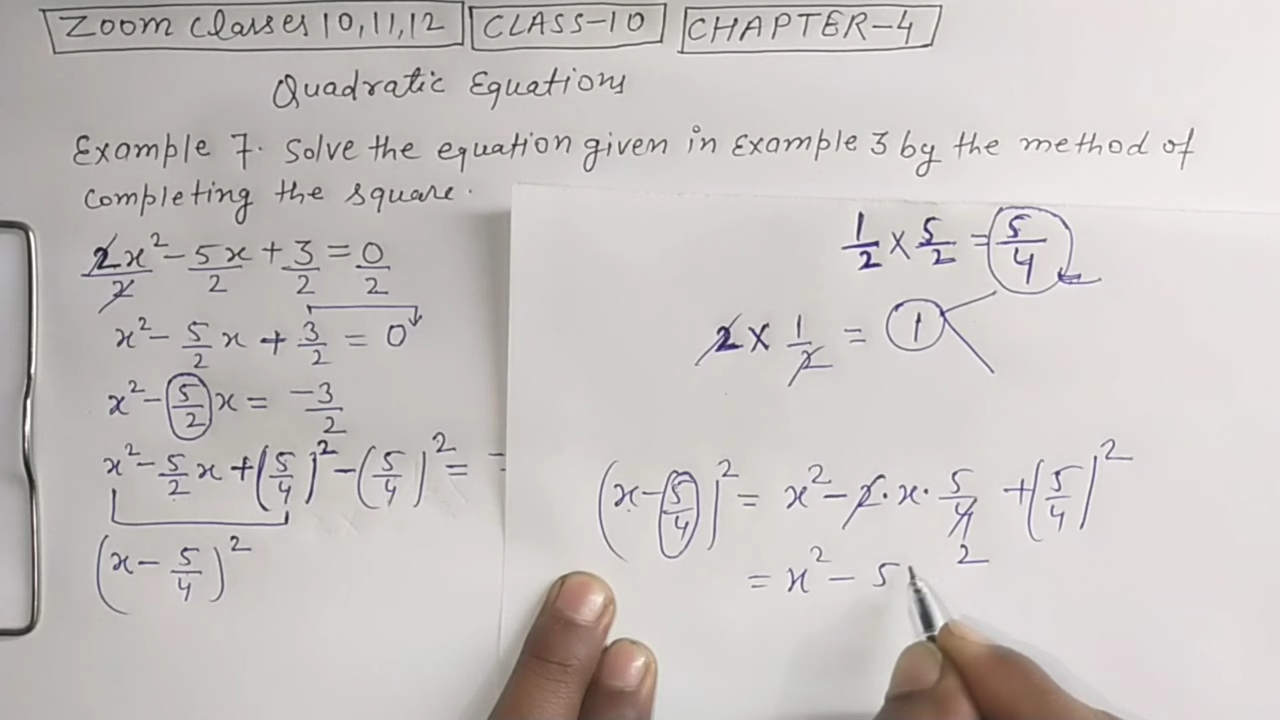 Zoom Classes 10,11,12 CLASS-10 CHAPTER-4
Quadratic Equations
Example 7. Solve the equation given in Example 3 by the method of
completing the square.
2x²/2 - 5x/2 + 3/2 = 0/2
x² - 5/2 x + 3/2 = 0
x² - 5/2 x = -3/2
x² - 5/2 x + (5/4)² - (5/4)² = -
(x - 5/4)²
1/2 × 5/2 = 5/4
2 × 1/2 = 1
(x - 5/4)² = x² - 2·x·5/4 + (5/4)²
2
= x² - 5